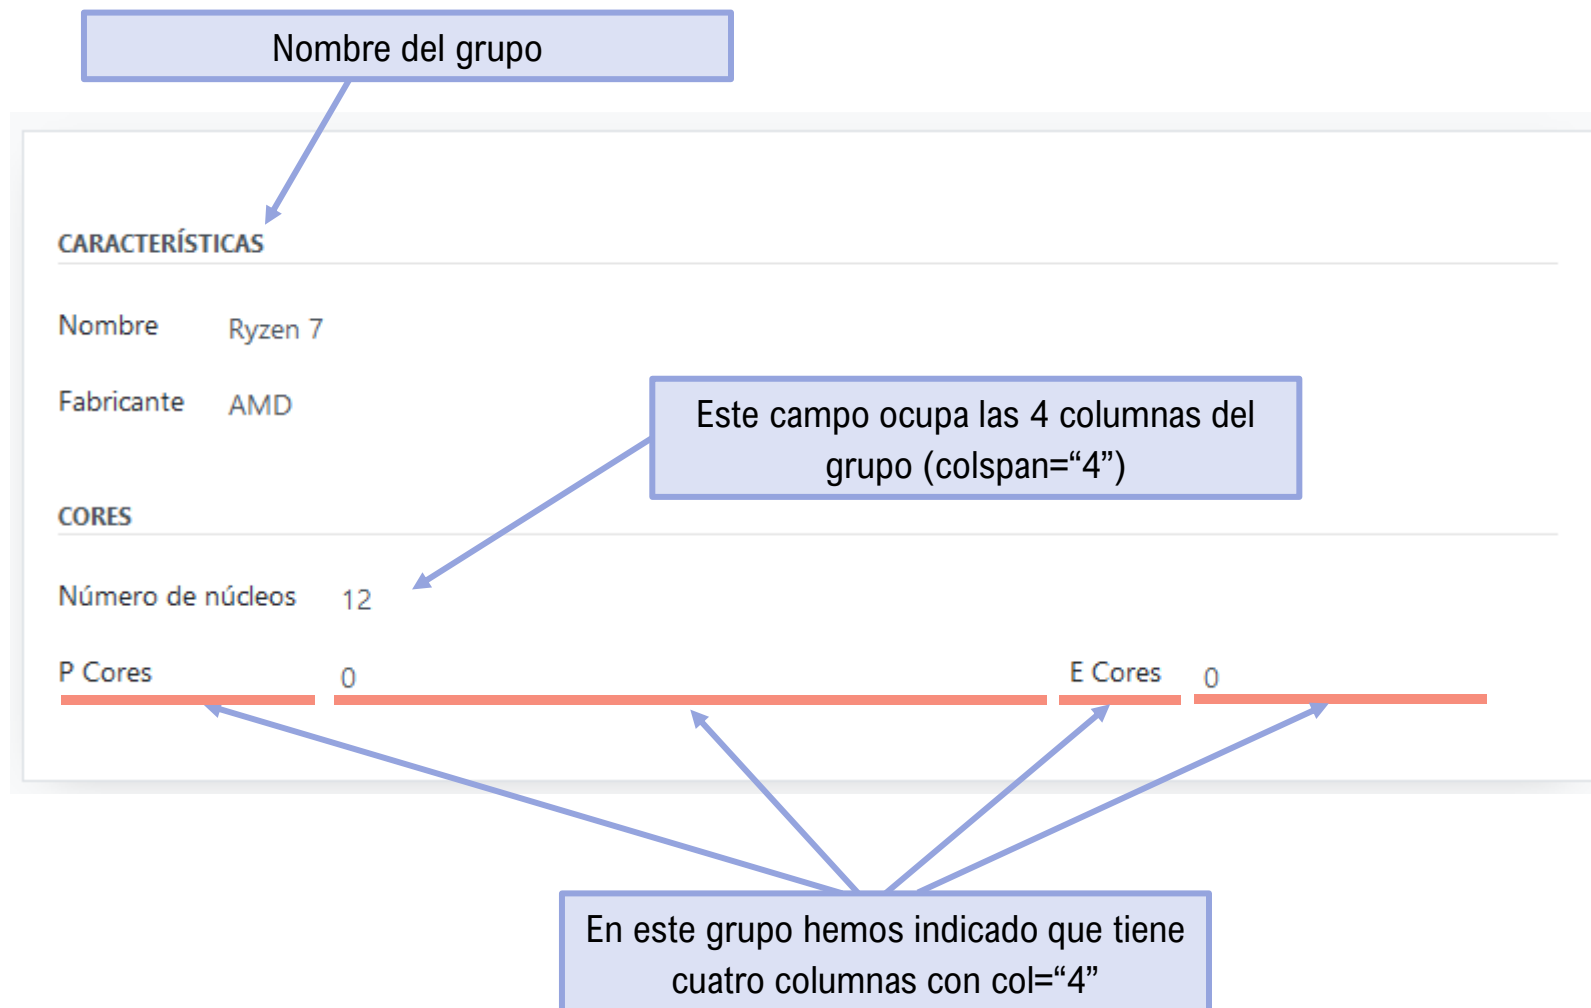 Nombre del grupo
CARACTERÍSTICAS
Nombre Ryzen 7
Fabricante AMD
Este campo ocupa las 4 columnas del
grupo (colspan=“4”)
CORES
Número de núcleos 12
P Cores 0 E Cores 0
En este grupo hemos indicado que tiene
cuatro columnas con col=“4”